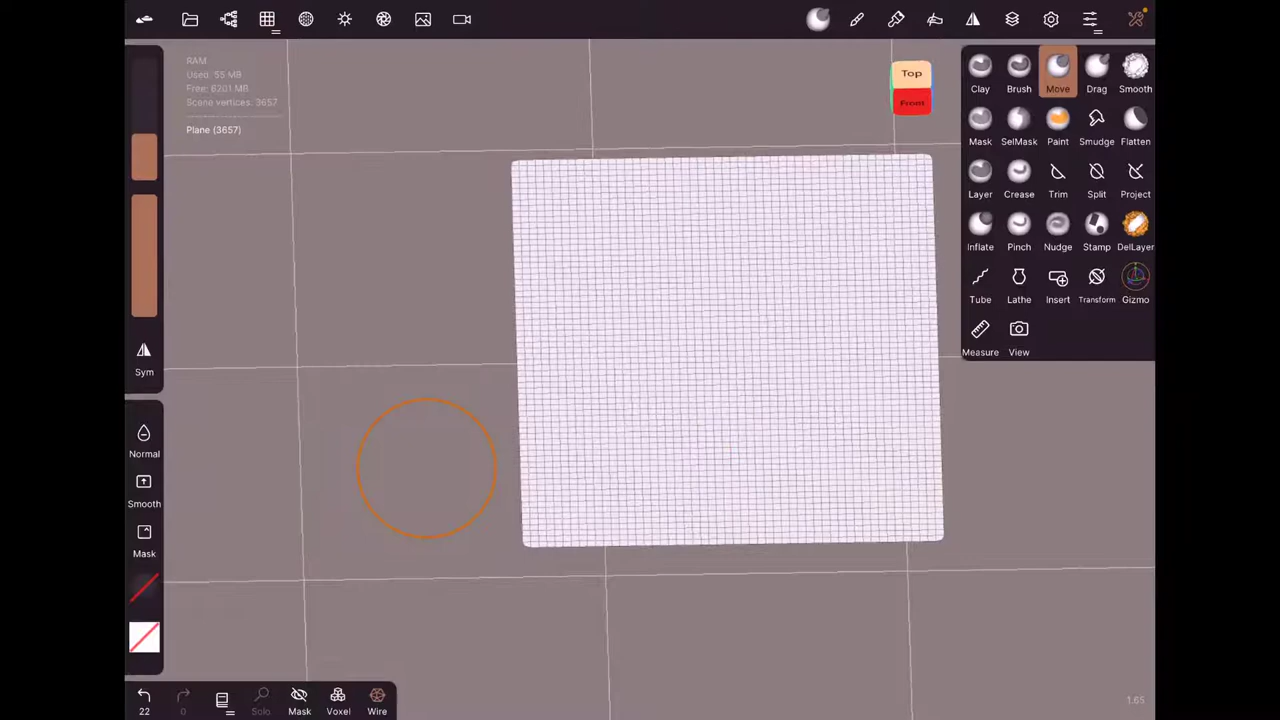 RAM
Used: 55 MB
Free: 6201 MB
Scene vertices: 3657
Plane (3657)
Top
Front
Clay Brush Move Drag Smooth
Mask SelMask Paint Smudge Flatten
Layer Crease Trim Split Project
Inflate Pinch Nudge Stamp DelLayer
Tube Lathe Insert Transform Gizmo
Measure View
Sym
Normal
Smooth
Mask
22 0 Solo Mask Voxel Wire
1.65